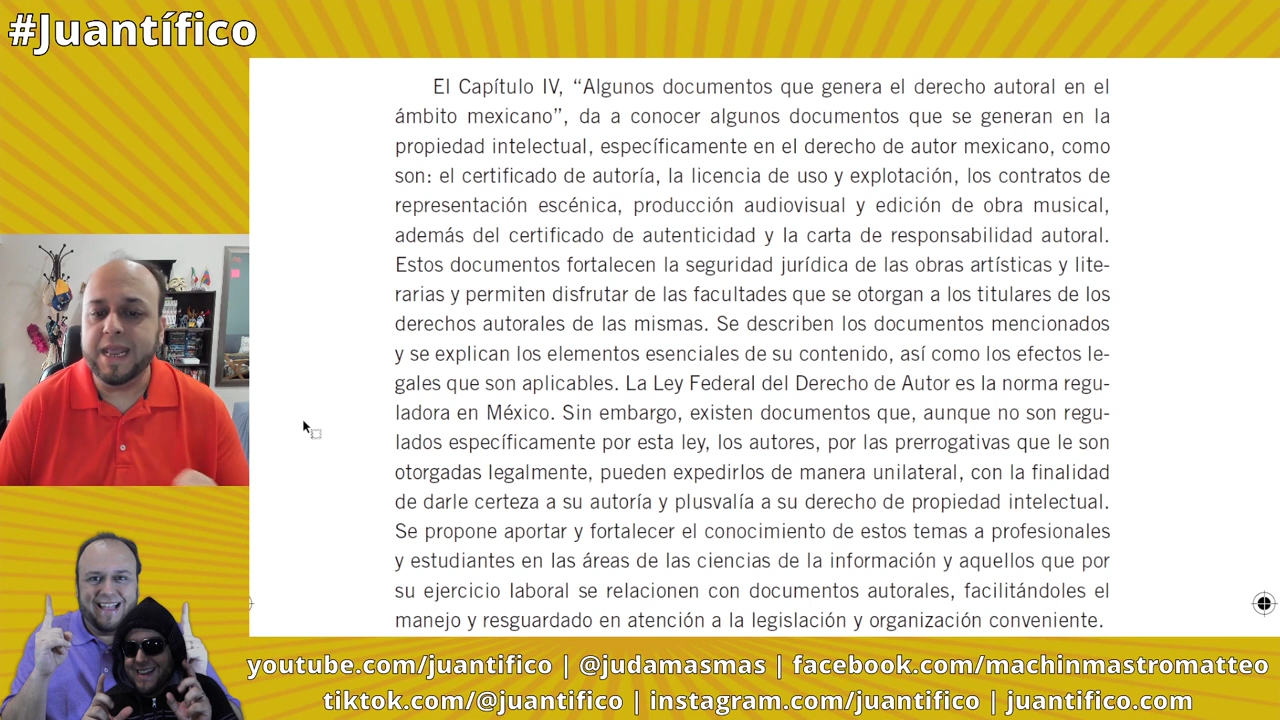 #Juantífico
El Capítulo IV, “Algunos documentos que genera el derecho autoral en el
ámbito mexicano”, da a conocer algunos documentos que se generan en la
propiedad intelectual, específicamente en el derecho de autor mexicano, como
son: el certificado de autoría, la licencia de uso y explotación, los contratos de
representación escénica, producción audiovisual y edición de obra musical,
además del certificado de autenticidad y la carta de responsabilidad autoral.
Estos documentos fortalecen la seguridad jurídica de las obras artísticas y lite-
rarias y permiten disfrutar de las facultades que se otorgan a los titulares de los
derechos autorales de las mismas. Se describen los documentos mencionados
y se explican los elementos esenciales de su contenido, así como los efectos le-
gales que son aplicables. La Ley Federal del Derecho de Autor es la norma regu-
ladora en México. Sin embargo, existen documentos que, aunque no son regu-
lados específicamente por esta ley, los autores, por las prerrogativas que le son
otorgadas legalmente, pueden expedirlos de manera unilateral, con la finalidad
de darle certeza a su autoría y plusvalía a su derecho de propiedad intelectual.
Se propone aportar y fortalecer el conocimiento de estos temas a profesionales
y estudiantes en las áreas de las ciencias de la información y aquellos que por
su ejercicio laboral se relacionen con documentos autorales, facilitándoles el
manejo y resguardado en atención a la legislación y organización conveniente.
youtube.com/juantifico | @judamasmas | facebook.com/machinmastromatteo
tiktok.com/@juantifico | instagram.com/juantifico | juantifico.com